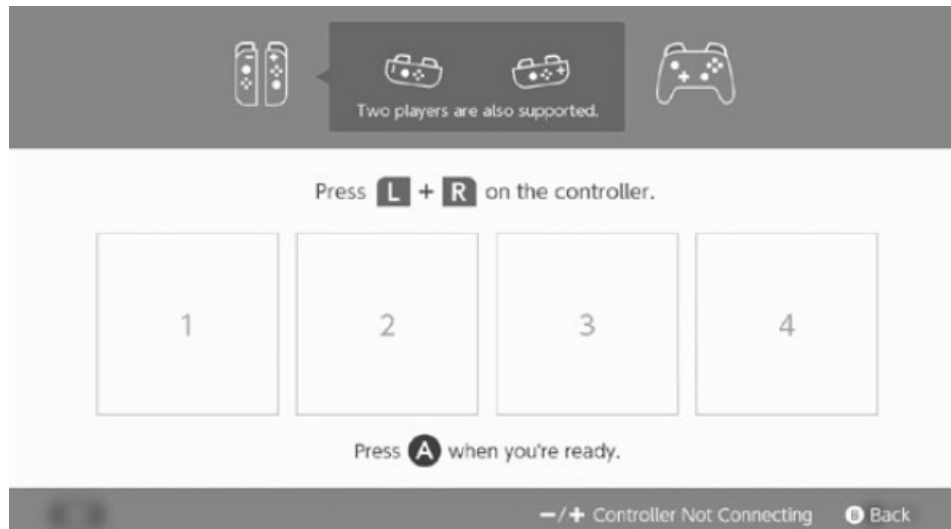 Two players are also supported.
Press L + R on the controller.
1 2 3 4
Press A when you're ready.
−/+ Controller Not Connecting B Back